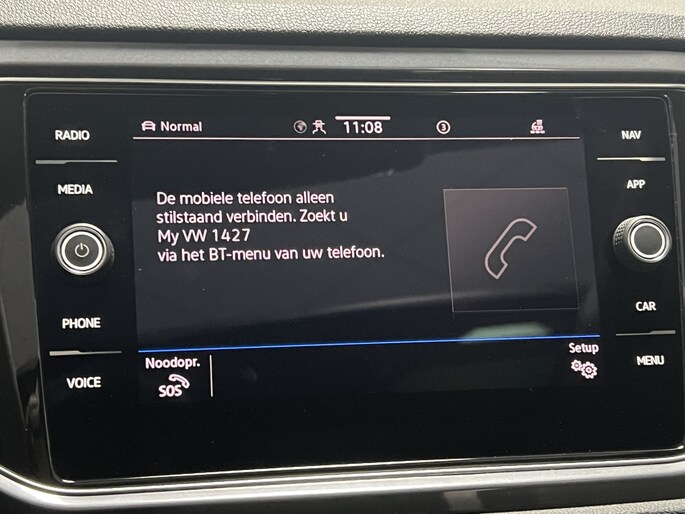 RADIO
MEDIA
PHONE
VOICE
Normal
11:08
3
De mobiele telefoon alleen
stilstaand verbinden. Zoekt u
My VW 1427
via het BT-menu van uw telefoon.
Noodopr.
SOS
Setup
NAV
APP
CAR
MENU